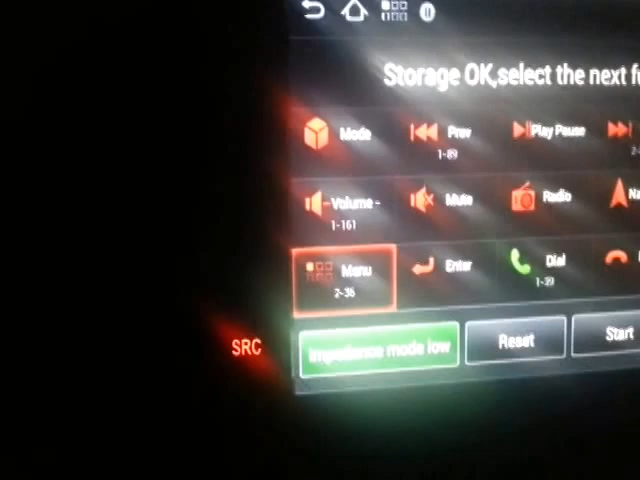 Storage OK,select the next
Mode
Prev
1-89
Play Pause
Volume -
1-161
Mute
Radio
Menu
2-36
Enter
Dial
1-39
SRC
Impedance mode low
Reset
Start